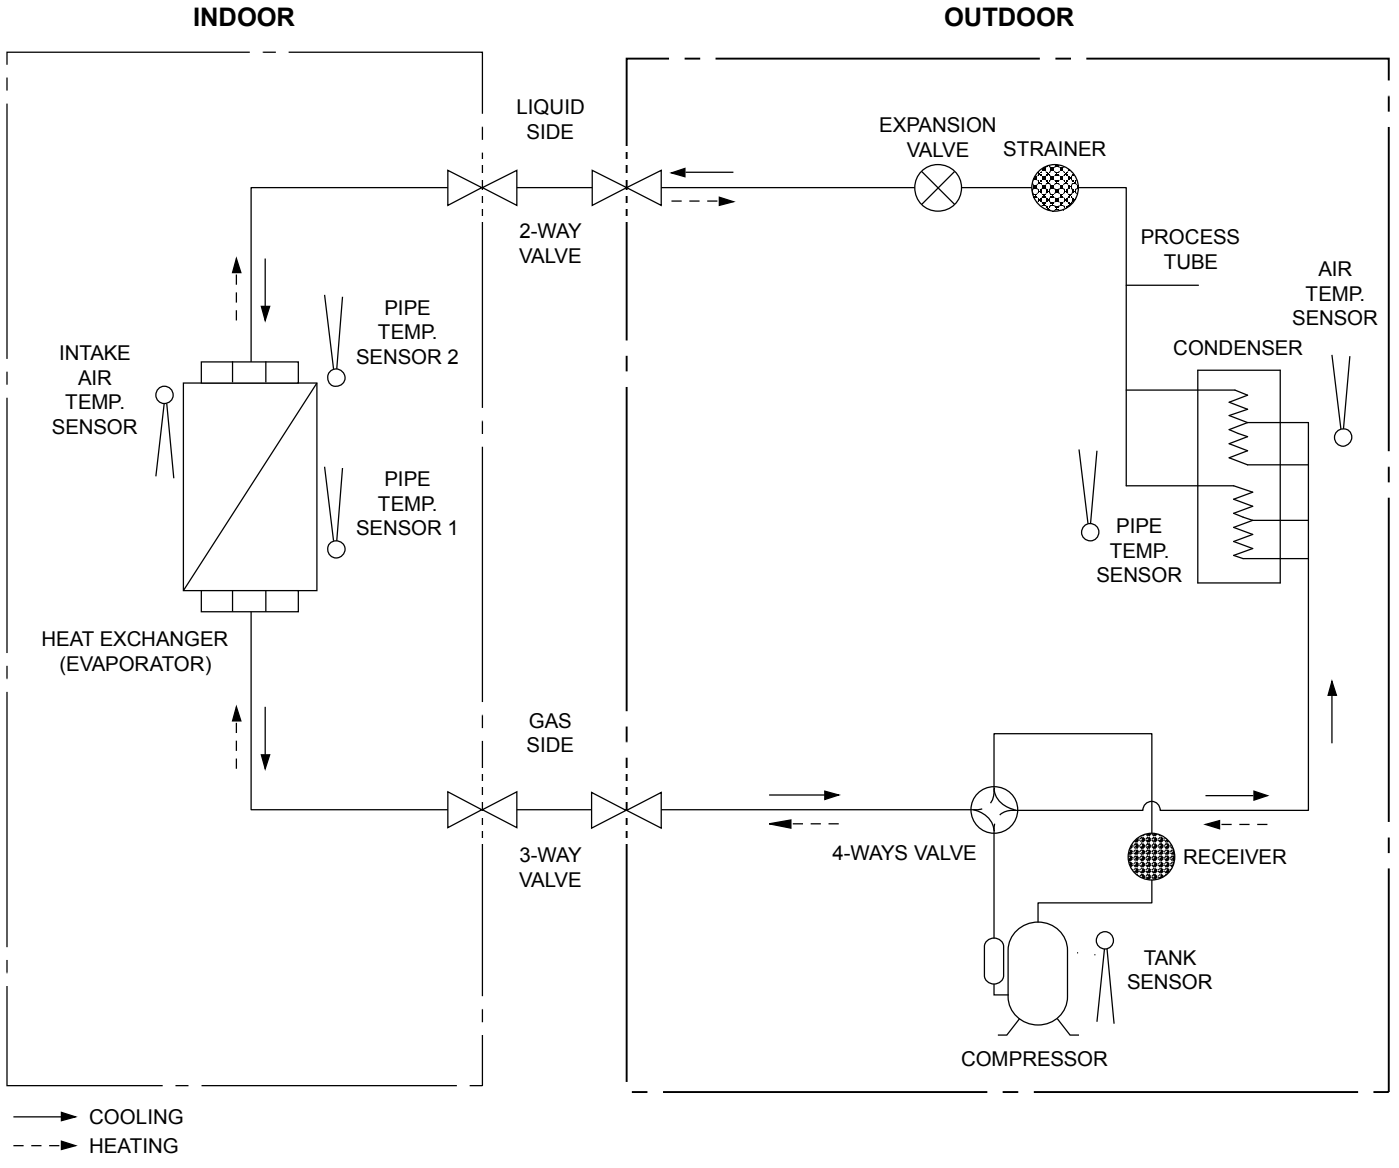 INDOOR
OUTDOOR
LIQUID
SIDE
EXPANSION
VALVE
STRAINER
2-WAY
VALVE
PROCESS
TUBE
AIR
TEMP.
SENSOR
PIPE
TEMP.
SENSOR 2
INTAKE
AIR
TEMP.
SENSOR
CONDENSER
PIPE
TEMP.
SENSOR 1
PIPE
TEMP.
SENSOR
HEAT EXCHANGER
(EVAPORATOR)
GAS
SIDE
3-WAY
VALVE
4-WAYS VALVE
RECEIVER
TANK
SENSOR
COMPRESSOR
COOLING
HEATING